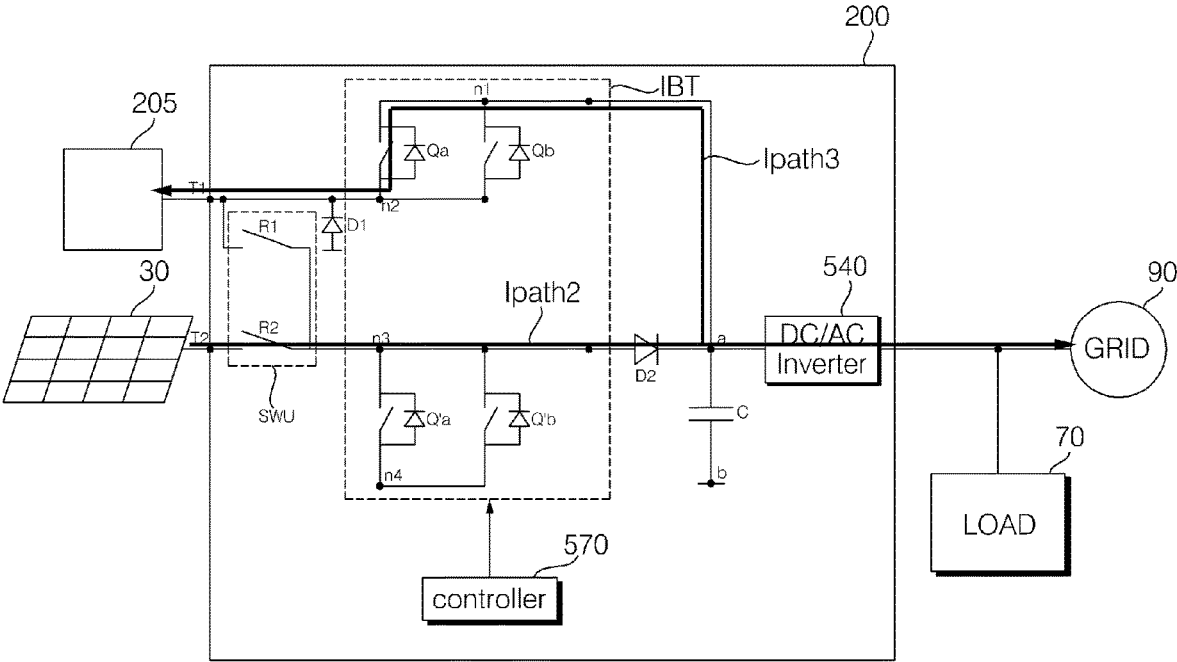 200
IBT
n1
205
Qa
Qb
Ipath3
T1
n2
R1
D1
30
Ipath2
540
90
T2
R2
n3
a
DC/AC
Inverter
GRID
D2
SWU
Q'a
Q'b
C
70
n4
b
LOAD
570
controller